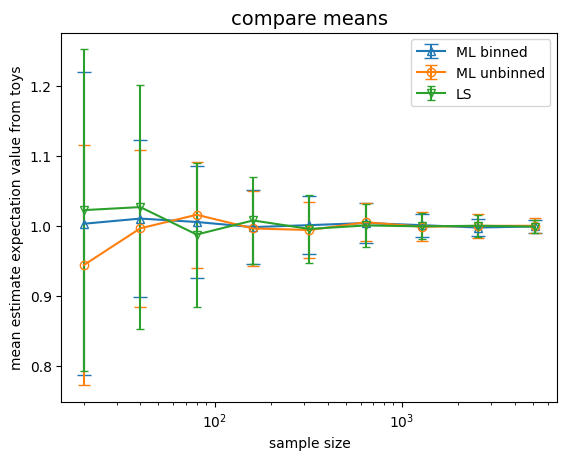 compare means
ML binned
ML unbinned
LS
mean estimate expectation value from toys
1.2
1.1
1.0
0.9
0.8
10²
10³
sample size